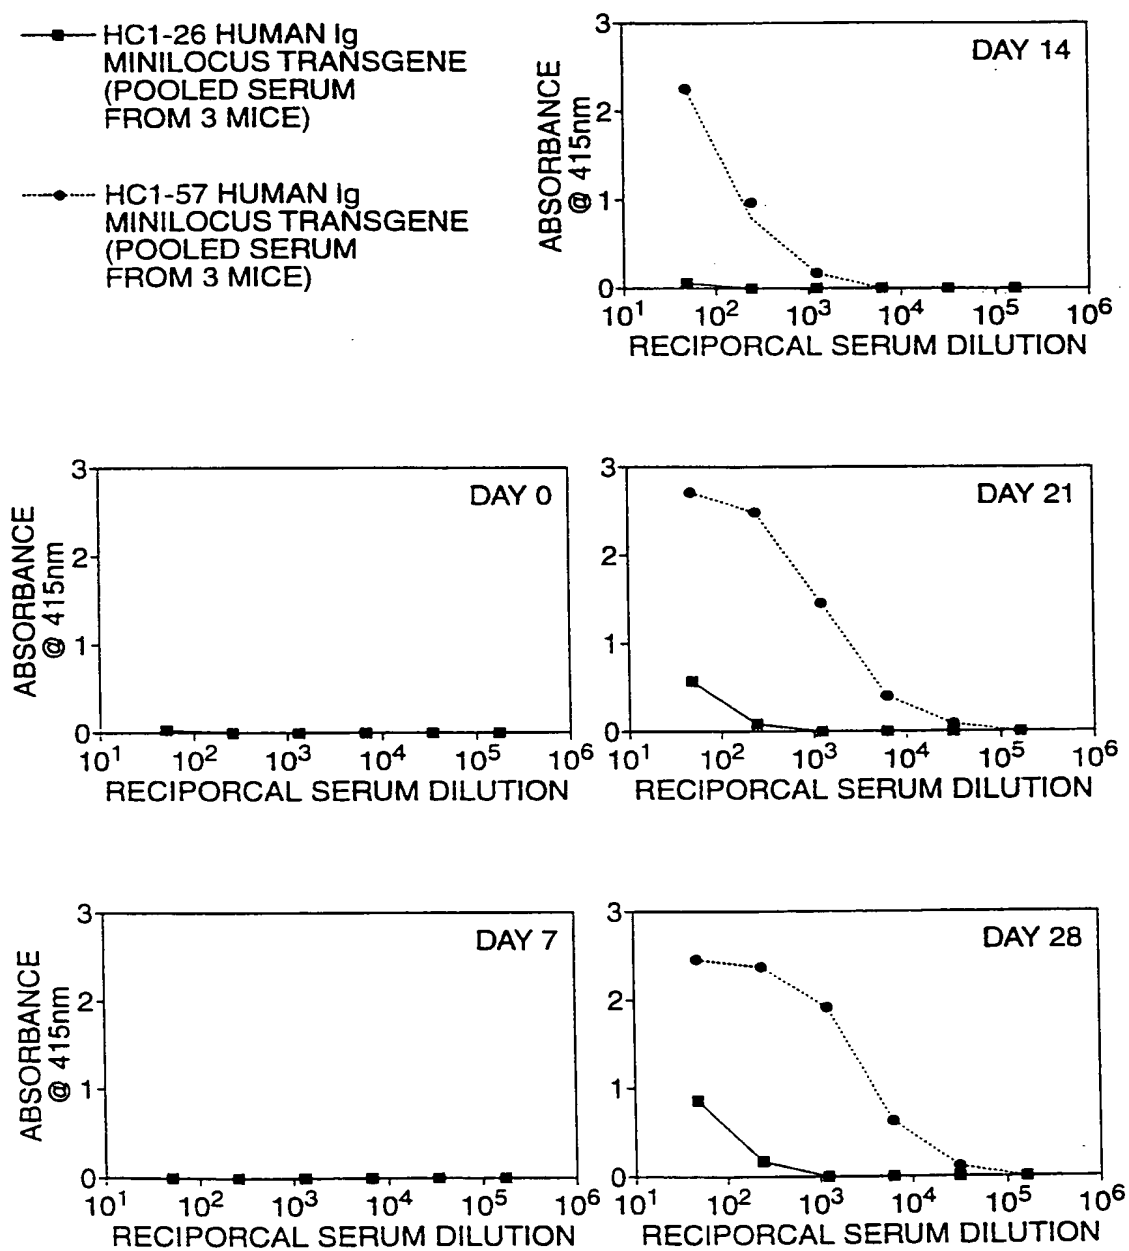 HC1-26 HUMAN Ig
MINILOCUS TRANSGENE
(POOLED SERUM
FROM 3 MICE)
HC1-57 HUMAN Ig
MINILOCUS TRANSGENE
(POOLED SERUM
FROM 3 MICE)
DAY 14
ABSORBANCE
@ 415nm
3
2
1
0
10¹ 10² 10³ 10⁴ 10⁵ 10⁶
RECIPORCAL SERUM DILUTION
DAY 0
ABSORBANCE
@ 415nm
3
2
1
0
10¹ 10² 10³ 10⁴ 10⁵ 10⁶
RECIPORCAL SERUM DILUTION
DAY 21
3
2
1
0
10¹ 10² 10³ 10⁴ 10⁵ 10⁶
RECIPORCAL SERUM DILUTION
DAY 7
ABSORBANCE
@ 415nm
3
2
1
0
10¹ 10² 10³ 10⁴ 10⁵ 10⁶
RECIPORCAL SERUM DILUTION
DAY 28
3
2
1
0
10¹ 10² 10³ 10⁴ 10⁵ 10⁶
RECIPORCAL SERUM DILUTION